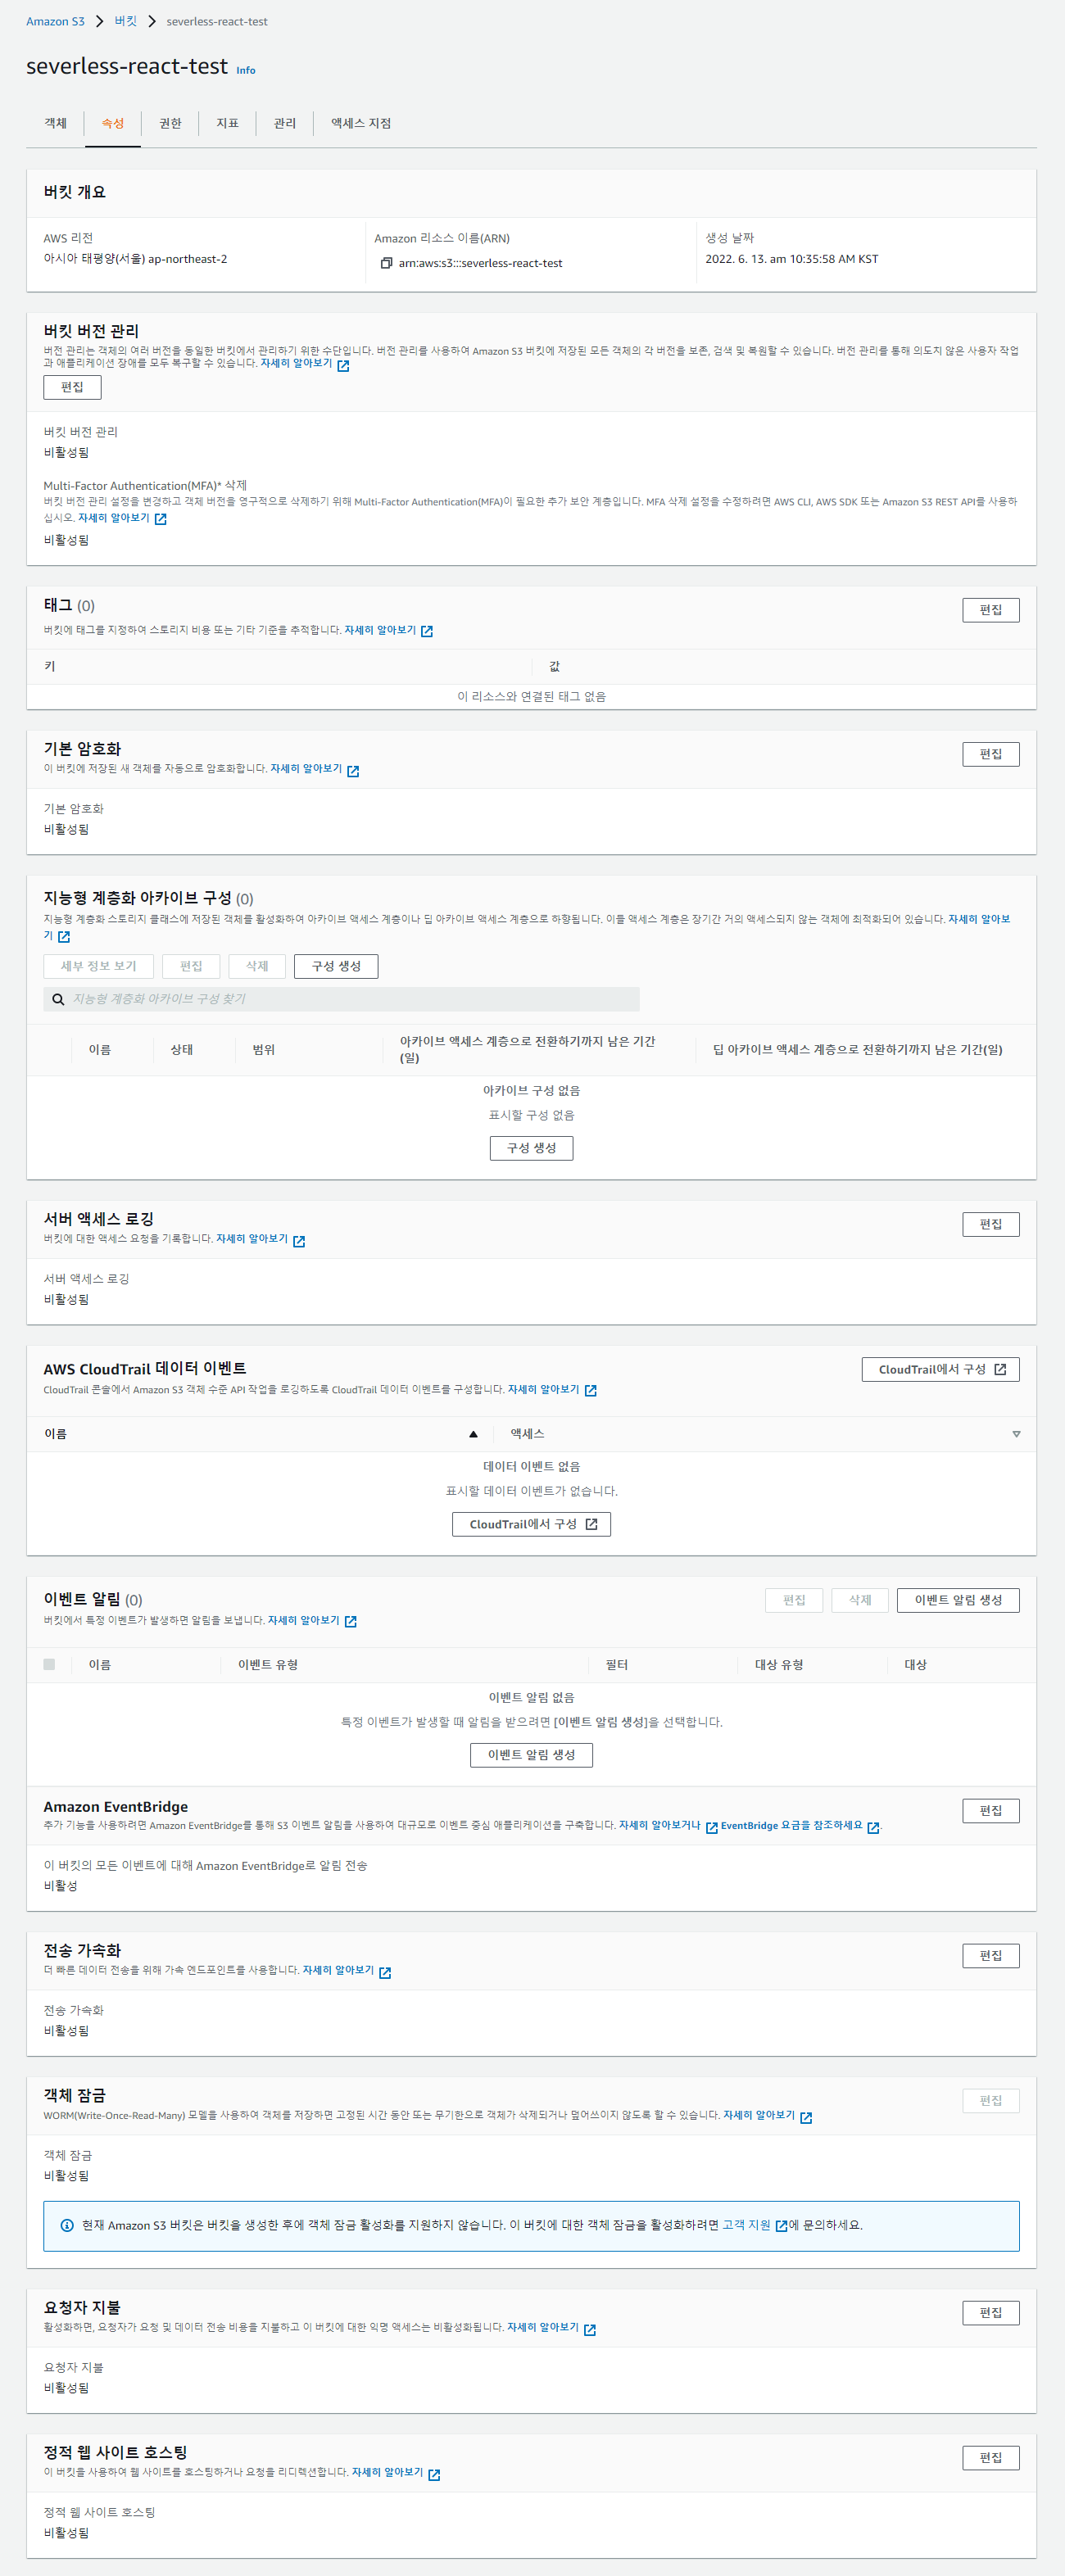 Amazon S3 > 버킷 > severless-react-test
severless-react-test Info
객체 속성 권한 지표 관리 액세스 지점
버킷 개요
AWS 리전 Amazon 리소스 이름(ARN) 생성 날짜
아시아 태평양(서울) ap-northeast-2 arn:aws:s3:::severless-react-test 2022. 6. 13. am 10:35:58 AM KST
버킷 버전 관리
버전 관리는 객체의 여러 버전을 동일한 버킷에서 관리하기 위한 수단입니다. 버전 관리를 사용하여 Amazon S3 버킷에 저장된 모든 객체의 각 버전을 보존, 검색 및 복원할 수 있습니다. 버전 관리를 통해 의도지 않은 사용자 작업
과 애플리케이션 장애를 모두 복구할 수 있습니다. 자세히 알아보기
편집
버킷 버전 관리
비활성됨
Multi-Factor Authentication(MFA)* 삭제
버킷 버전 관리 설정을 변경하고 객체 버전을 영구적으로 삭제하기 위해 Multi-Factor Authentication(MFA)이 필요한 추가 보안 계층입니다. MFA 삭제 설정을 수정하려면 AWS CLI, AWS SDK 또는 Amazon S3 REST API를 사용하
십시오. 자세히 알아보기
비활성됨
태그 (0) 편집
버킷에 태그를 지정하여 스토리지 비용 또는 기타 기준을 추적합니다. 자세히 알아보기
키 값
이 리소스와 연결된 태그 없음
기본 암호화 편집
이 버킷에 저장된 새 객체를 자동으로 암호화합니다. 자세히 알아보기
기본 암호화
비활성됨
지능형 계층화 아카이브 구성 (0)
지능형 계층화 스토리지 클래스에 저장된 객체를 활성화하여 아카이브 액세스 계층이나 딥 아카이브 액세스 계층으로 하향됩니다. 이들 액세스 계층은 장기간 거의 액세스되지 않는 객체에 최적화되어 있습니다. 자세히 알아보
기
세부 정보 보기 편집 삭제 구성 생성
지능형 계층화 아카이브 구성 찾기
이름 상태 범위 아카이브 액세스 계층으로 전환하기까지 남은 기간
(일) 딥 아카이브 액세스 계층으로 전환하기까지 남은 기간(일)
아카이브 구성 없음
표시할 구성 없음
구성 생성
서버 액세스 로깅 편집
버킷에 대한 액세스 요청을 기록합니다. 자세히 알아보기
서버 액세스 로깅
비활성됨
AWS CloudTrail 데이터 이벤트 CloudTrail에서 구성
CloudTrail 콘솔에서 Amazon S3 객체 수준 API 작업을 로깅하도록 CloudTrail 데이터 이벤트를 구성합니다. 자세히 알아보기
이름 액세스
데이터 이벤트 없음
표시할 데이터 이벤트가 없습니다.
CloudTrail에서 구성
이벤트 알림 (0) 편집 삭제 이벤트 알림 생성
버킷에서 특정 이벤트가 발생하면 알림을 보냅니다. 자세히 알아보기
이름 이벤트 유형 필터 대상 유형 대상
이벤트 알림 없음
특정 이벤트가 발생할 때 알림을 받으려면 [이벤트 알림 생성]을 선택합니다.
이벤트 알림 생성
Amazon EventBridge 편집
추가 기능을 사용하려면 Amazon EventBridge를 통해 S3 이벤트 알림을 사용하여 대규모로 이벤트 중심 애플리케이션을 구축합니다. 자세히 알아보거나 EventBridge 요금을 참조하세요.
이 버킷의 모든 이벤트에 대해 Amazon EventBridge로 알림 전송
비활성
전송 가속화 편집
더 빠른 데이터 전송을 위해 가속 엔드포인트를 사용합니다. 자세히 알아보기
전송 가속화
비활성됨
객체 잠금 편집
WORM(Write-Once-Read-Many) 모델을 사용하여 객체를 저장하면 고정된 시간 동안 또는 무기한으로 객체가 삭제되거나 덮어쓰이지 않도록 할 수 있습니다. 자세히 알아보기
객체 잠금
비활성됨
현재 Amazon S3 버킷은 버킷을 생성한 후에 객체 잠금 활성화를 지원하지 않습니다. 이 버킷에 대한 객체 잠금을 활성화하려면 고객 지원에 문의하세요.
요청자 지불 편집
활성화하면, 요청자가 요청 및 데이터 전송 비용을 지불하고 이 버킷에 대한 익명 액세스는 비활성화됩니다. 자세히 알아보기
요청자 지불
비활성됨
정적 웹 사이트 호스팅 편집
이 버킷을 사용하여 웹 사이트를 호스팅하거나 요청을 리디렉션합니다. 자세히 알아보기
정적 웹 사이트 호스팅
비활성됨